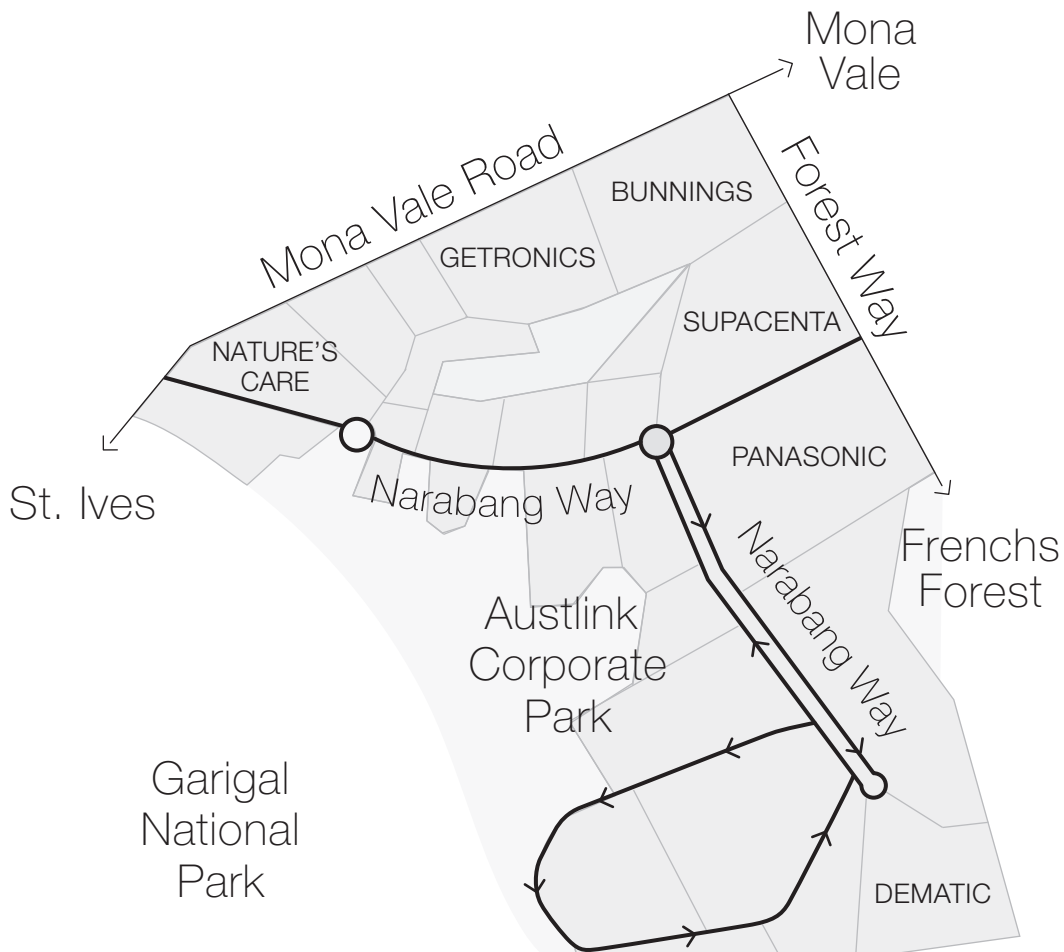 Mona
Vale
Mona Vale Road
Forest Way
BUNNINGS
GETRONICS
SUPACENTA
NATURE'S
CARE
PANASONIC
St. Ives
Narabang Way
Frenchs
Forest
Narabang Way
Austlink
Corporate
Park
Garigal
National
Park
DEMATIC